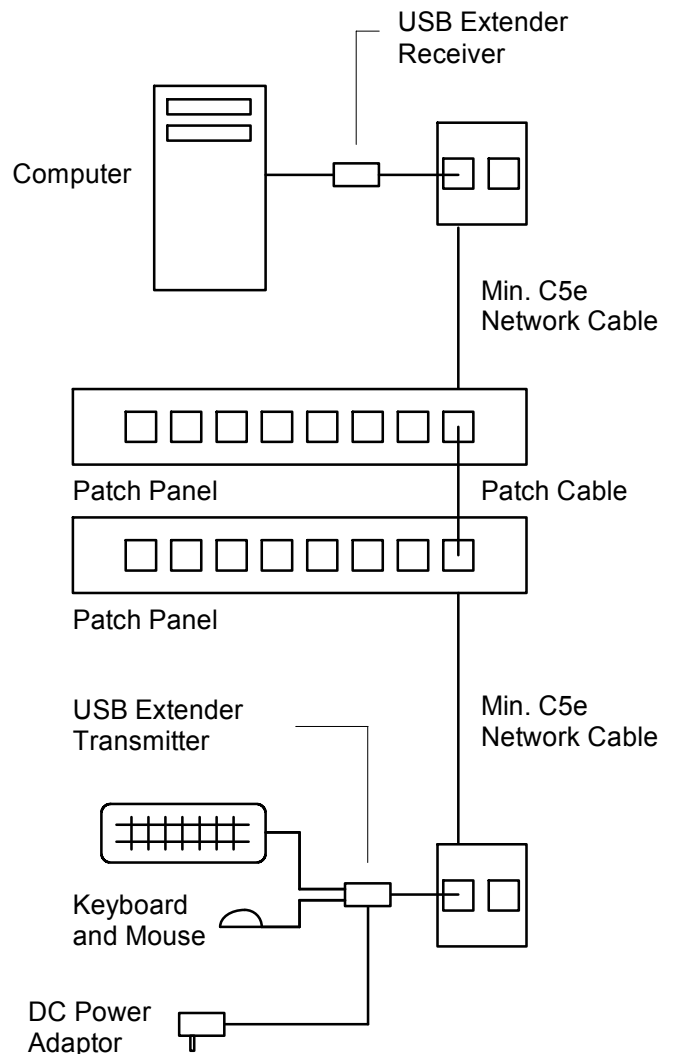 USB Extender
Receiver
Computer
Min. C5e
Network Cable
Patch Panel
Patch Cable
Patch Panel
USB Extender
Transmitter
Min. C5e
Network Cable
Keyboard
and Mouse
DC Power
Adaptor